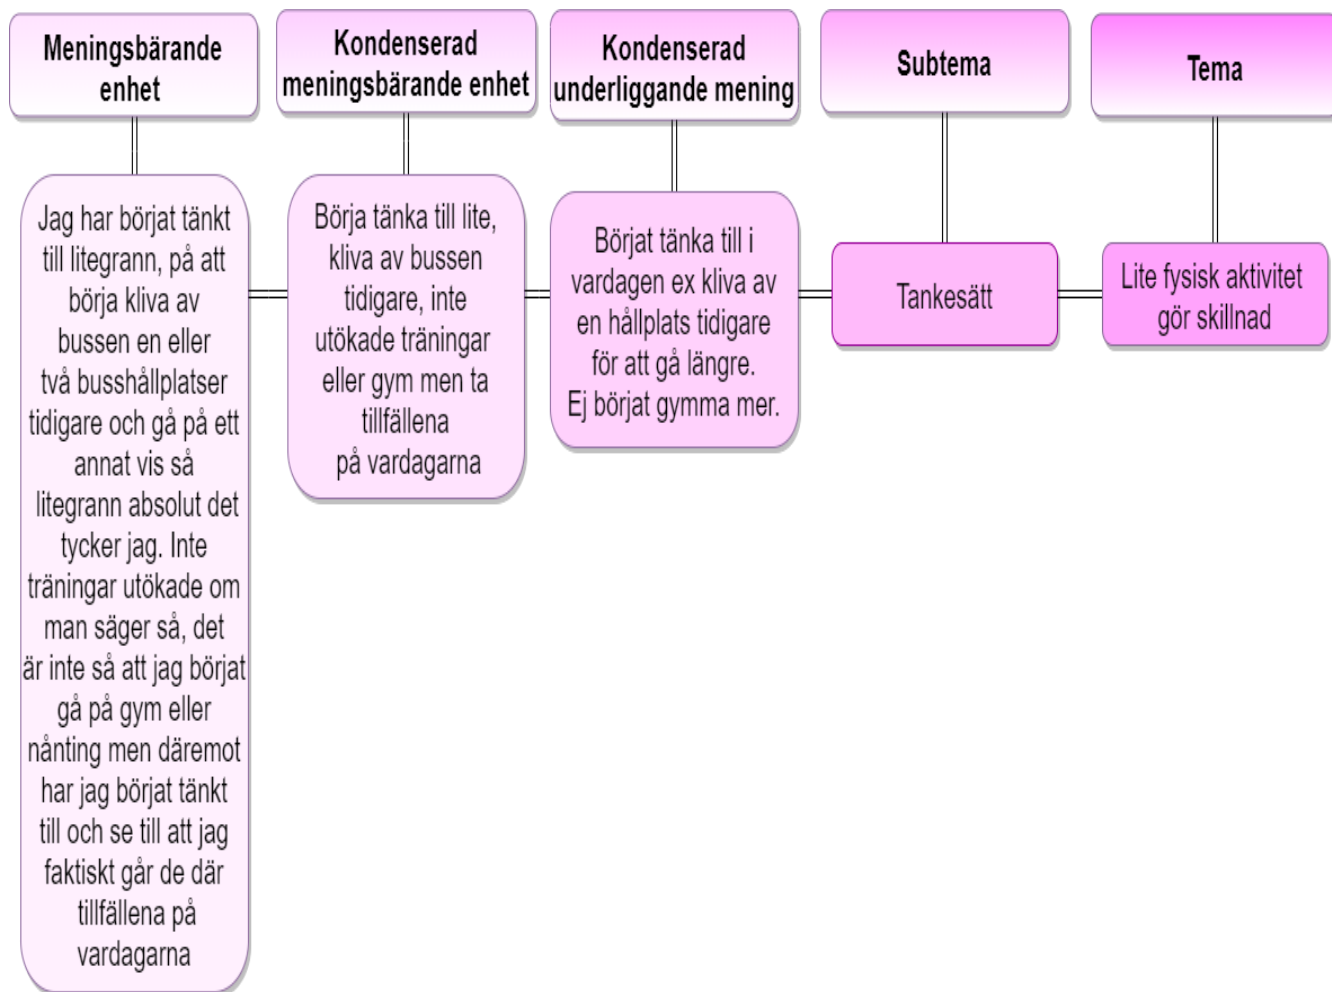 Meningsbärande
enhet
Kondenserad
meningsbärande enhet
Kondenserad
underliggande mening
Subtema
Tema
Jag har börjat tänkt
till litegrann, på att
börja kliva av
bussen en eller
två busshållplatser
tidigare och gå på ett
annat vis så
litegrann absolut det
tycker jag. Inte
träningar utökade om
man säger så, det
är inte så att jag börjat
gå på gym eller
nånting men däremot
har jag börjat tänkt
till och se till att jag
faktiskt går de där
tillfällena på
vardagarna
Börja tänka till lite,
kliva av bussen
tidigare, inte
utökade träningar
eller gym men ta
tillfällena
på vardagarna
Börjat tänka till i
vardagen ex kliva av
en hållplats tidigare
för att gå längre.
Ej börjat gymma mer.
Tankesätt
Lite fysisk aktivitet
gör skillnad